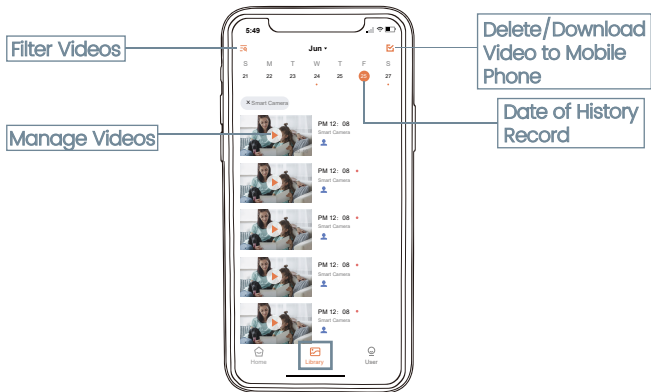 5:49
Filter Videos
Jun
Delete/Download
Video to Mobile
Phone
S M T W T F S
21 22 23 24 25 26 27
× Smart Camera
Date of History
Record
Manage Videos
PM 12: 08
Smart Camera
PM 12: 08
Smart Camera
PM 12: 08
Smart Camera
PM 12: 08
Smart Camera
PM 12: 08
Smart Camera
Home Library User